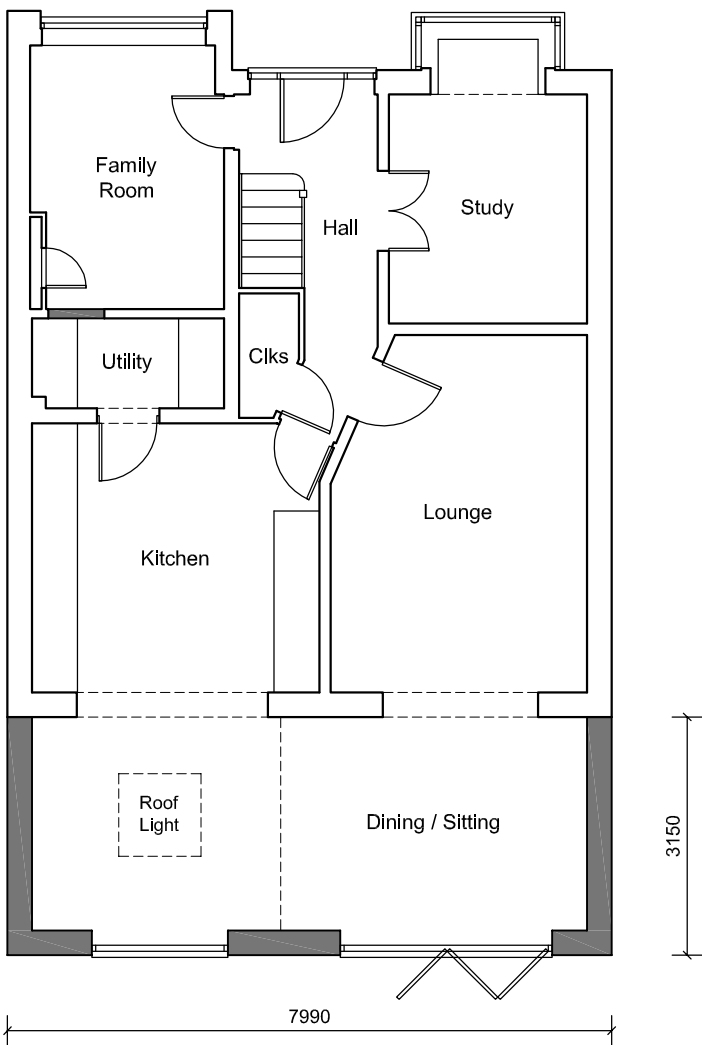 Family
Room
Hall
Study
Utility
Clks
Lounge
Kitchen
Roof
Light
Dining / Sitting
3150
7990